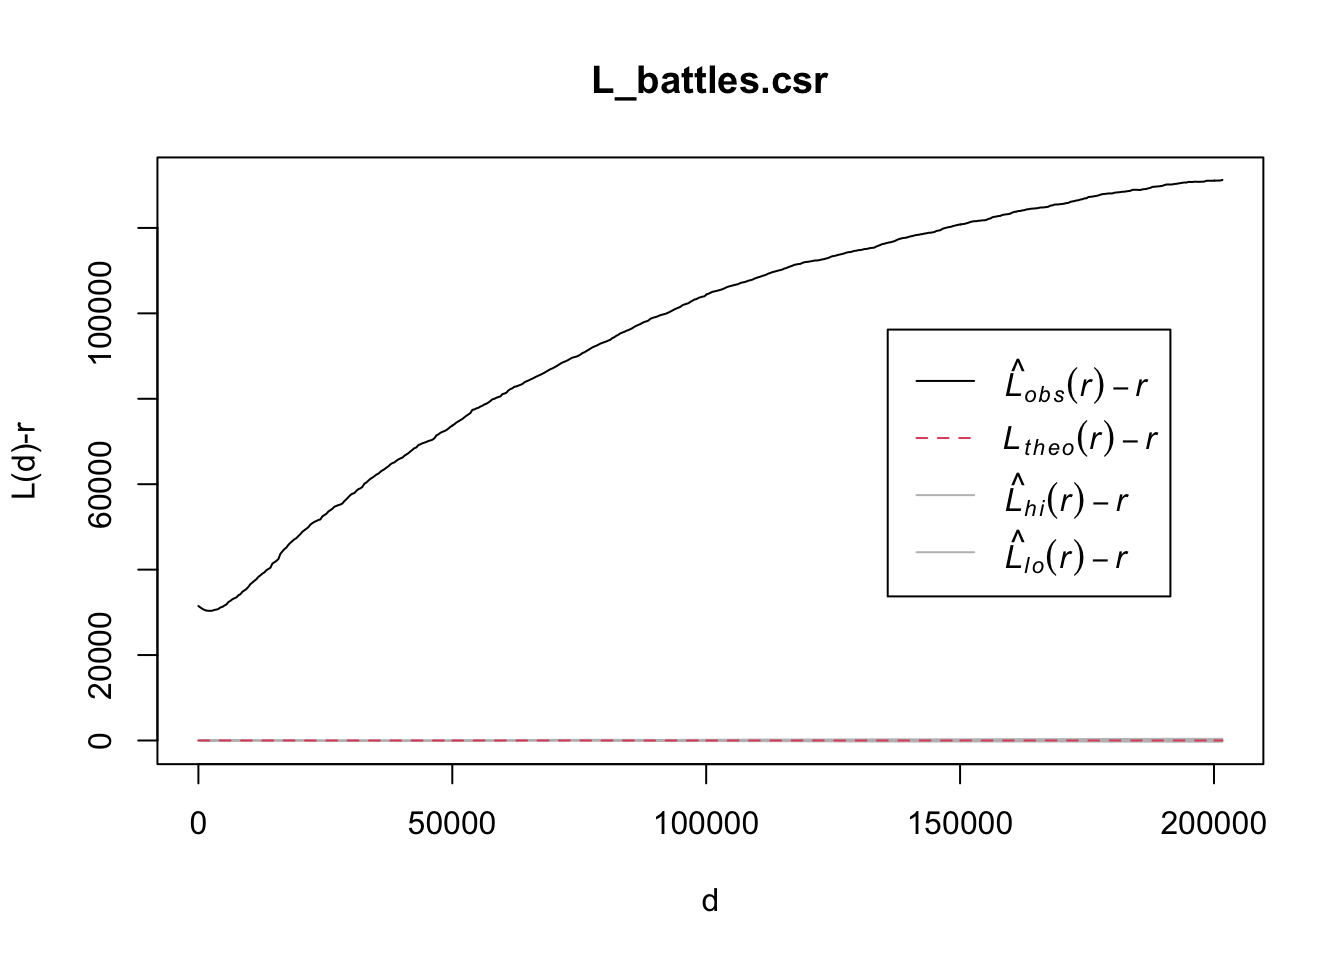 L_battles.csr
L(d)-r
100000
60000
20000
0
L̂obs(r) − r
Ltheo(r) − r
L̂hi(r) − r
L̂lo(r) − r
0 50000 100000 150000 200000
d